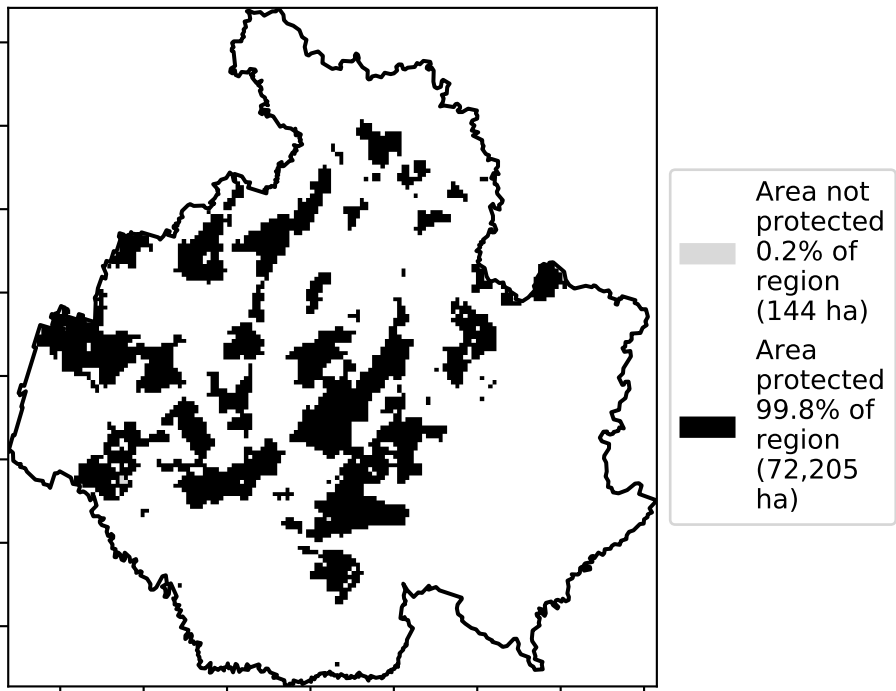 Area not
protected
0.2% of
region
(144 ha)
Area
protected
99.8% of
region
(72,205
ha)